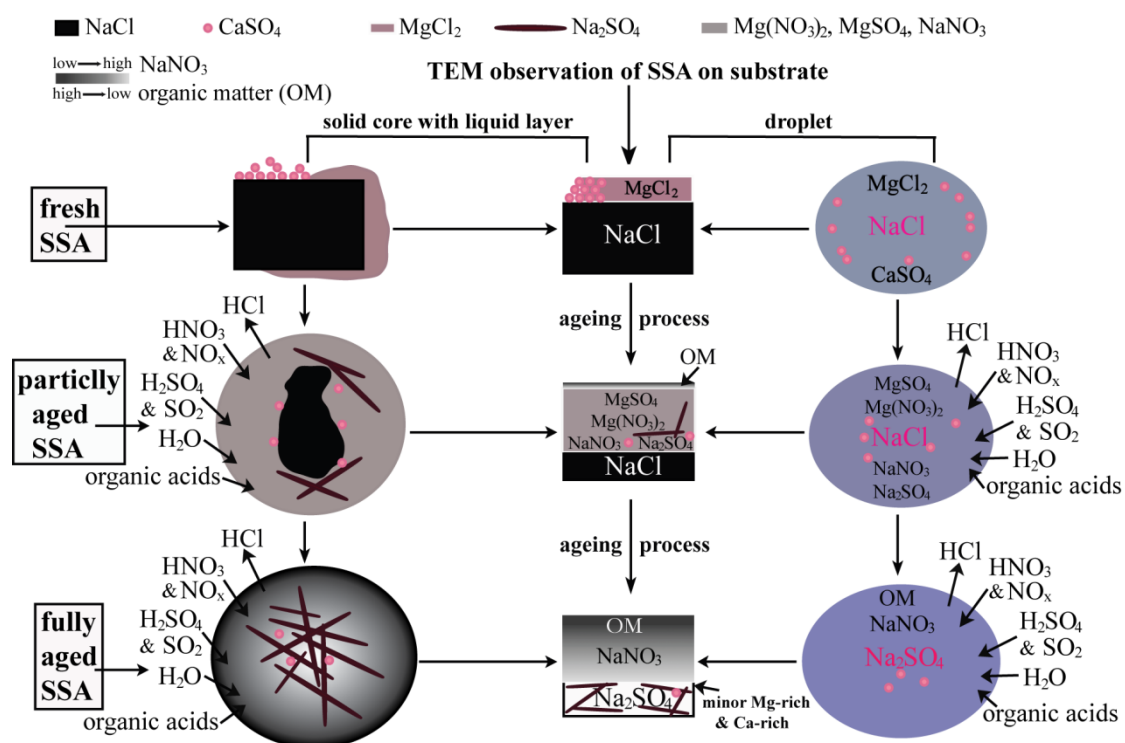 NaCl
CaSO₄
MgCl₂
Na₂SO₄
Mg(NO₃)₂, MgSO₄, NaNO₃
low→high NaNO₃
high→low organic matter (OM)
TEM observation of SSA on substrate
solid core with liquid layer
droplet
fresh
SSA
MgCl₂
NaCl
MgCl₂
NaCl
CaSO₄
ageing process
particlly
aged
SSA
HCl
HNO₃
& NOₓ
H₂SO₄
& SO₂
H₂O
organic acids
OM
MgSO₄
Mg(NO₃)₂
NaNO₃ Na₂SO₄
NaCl
MgSO₄
Mg(NO₃)₂
NaCl
NaNO₃
Na₂SO₄
HCl
HNO₃
& NOₓ
H₂SO₄
& SO₂
H₂O
organic acids
ageing process
fully
aged
SSA
HCl
HNO₃
& NOₓ
H₂SO₄
& SO₂
H₂O
organic acids
OM
NaNO₃
Na₂SO₄
minor Mg-rich
& Ca-rich
OM
NaNO₃
Na₂SO₄
HCl
HNO₃
& NOₓ
H₂SO₄
& SO₂
H₂O
organic acids